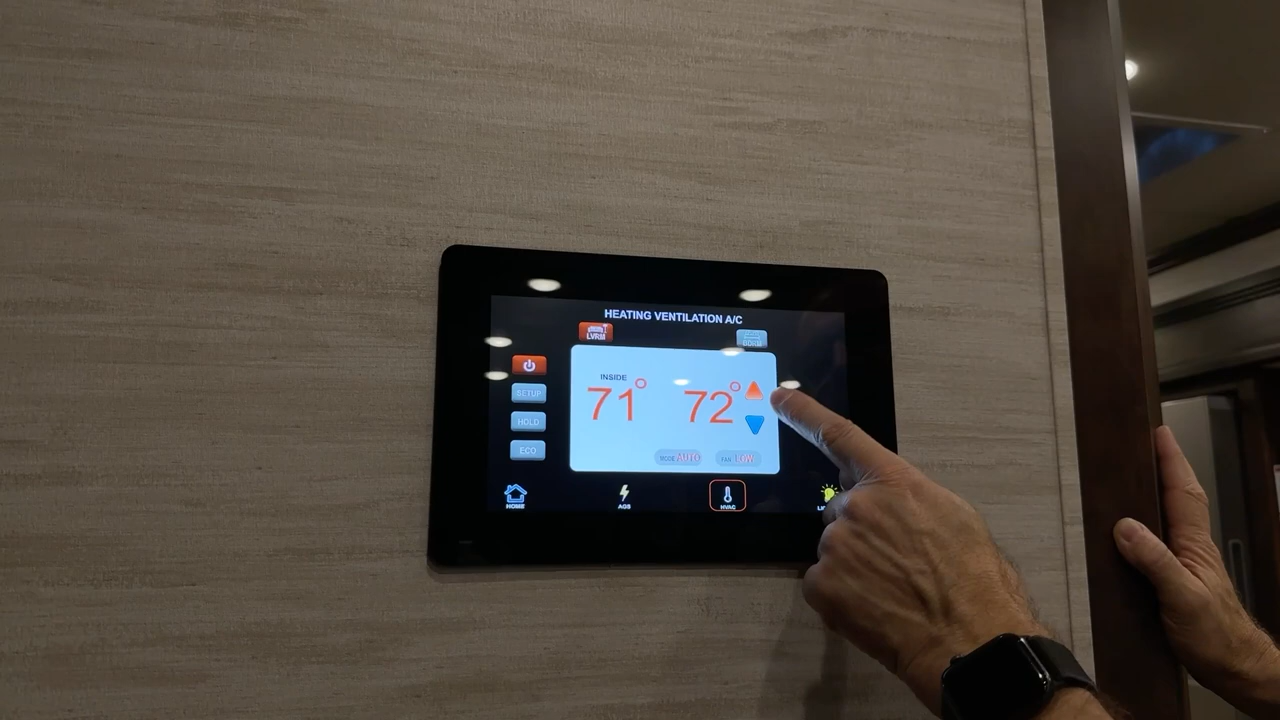 HEATING VENTILATION A/C
LVRM
BDRM
SETUP
HOLD
ECO
INSIDE
71° 72°
MODE AUTO FAN LOW
HOME AGS HVAC